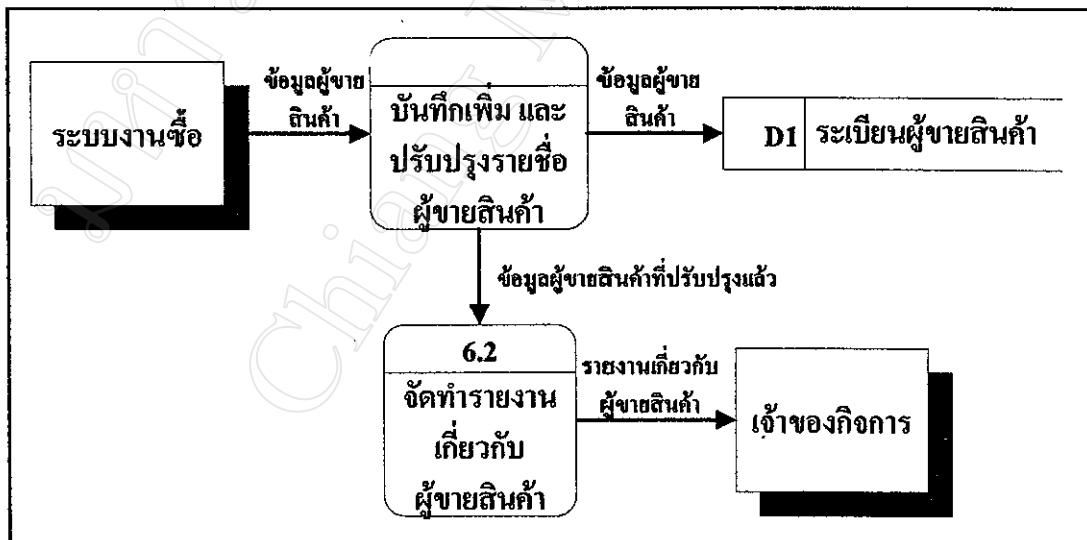 ระบบงานซื้อ
ข้อมูลผู้ขาย
สินค้า
บันทึกเพิ่ม และ
ปรับปรุงรายชื่อ
ผู้ขายสินค้า
ข้อมูลผู้ขาย
สินค้า
D1 ระเบียนผู้ขายสินค้า
ข้อมูลผู้ขายสินค้าที่ปรับปรุงแล้ว
6.2
จัดทำรายงาน
เกี่ยวกับ
ผู้ขายสินค้า
รายงานเกี่ยวกับ
ผู้ขายสินค้า
เจ้าของกิจการ
Chiang